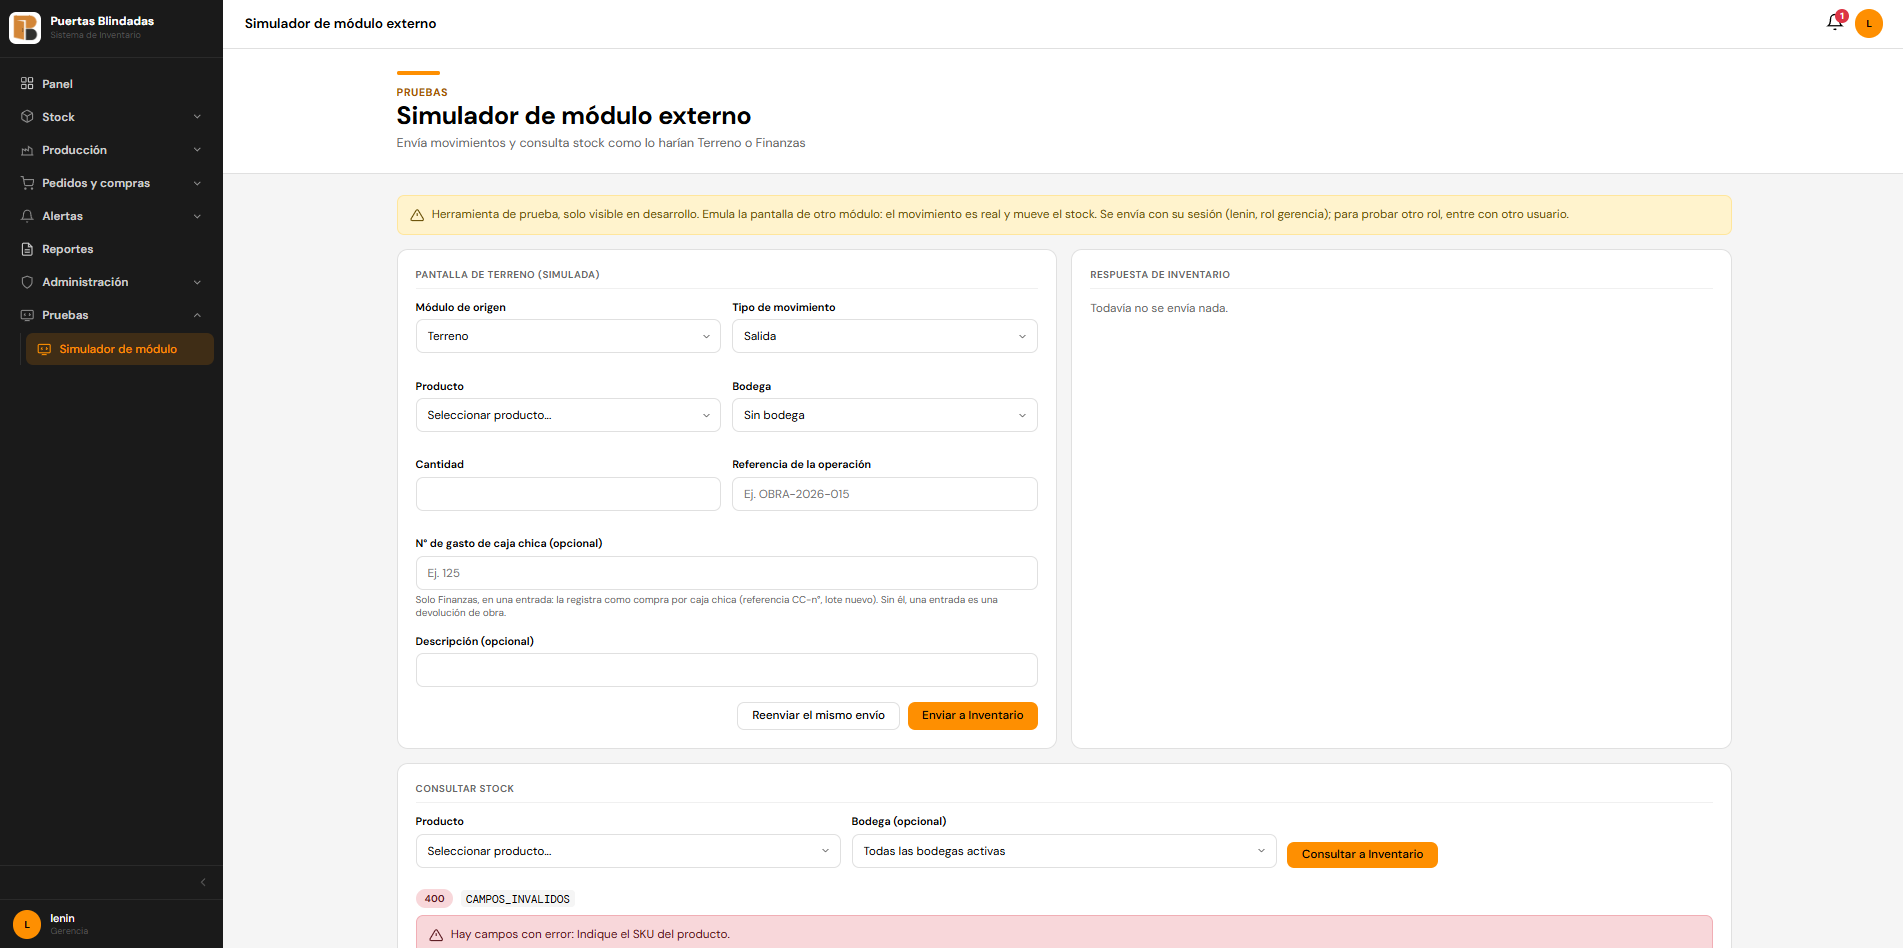 Puertas Blindadas
Sistema de Inventario
Panel
Stock
Producción
Pedidos y compras
Alertas
Reportes
Administración
Pruebas
Simulador de módulo
L
lenin
Gerencia
Simulador de módulo externo
1
L
PRUEBAS
Simulador de módulo externo
Envía movimientos y consulta stock como lo harían Terreno o Finanzas
Herramienta de prueba, solo visible en desarrollo. Emula la pantalla de otro módulo: el movimiento es real y mueve el stock. Se envía con su sesión (lenin, rol gerencia); para probar otro rol, entre con otro usuario.
PANTALLA DE TERRENO (SIMULADA)
Módulo de origen
Tipo de movimiento
Terreno
Salida
Producto
Bodega
Seleccionar producto...
Sin bodega
Cantidad
Referencia de la operación
Ej. OBRA-2026-015
N° de gasto de caja chica (opcional)
Ej. 125
Solo Finanzas, en una entrada: la registra como compra por caja chica (referencia CC-n°, lote nuevo). Sin él, una entrada es una
devolución de obra.
Descripción (opcional)
Reenviar el mismo envío
Enviar a Inventario
RESPUESTA DE INVENTARIO
Todavía no se envía nada.
CONSULTAR STOCK
Producto
Bodega (opcional)
Seleccionar producto...
Todas las bodegas activas
Consultar a Inventario
400
CAMPOS_INVALIDOS
Hay campos con error: Indique el SKU del producto.